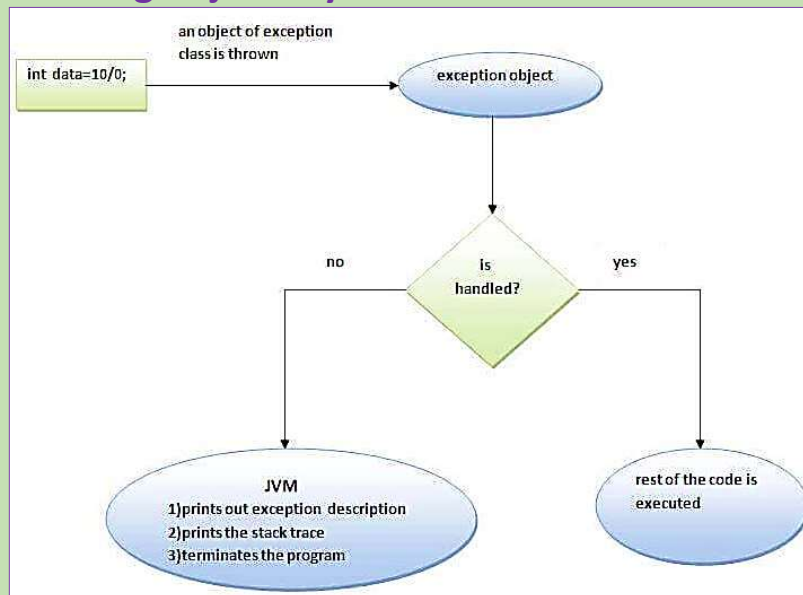 an object of exception
class is thrown
int data=10/0;
exception object
is
handled?
no
yes
JVM
1)prints out exception description
2)prints the stack trace
3)terminates the program
rest of the code is
executed